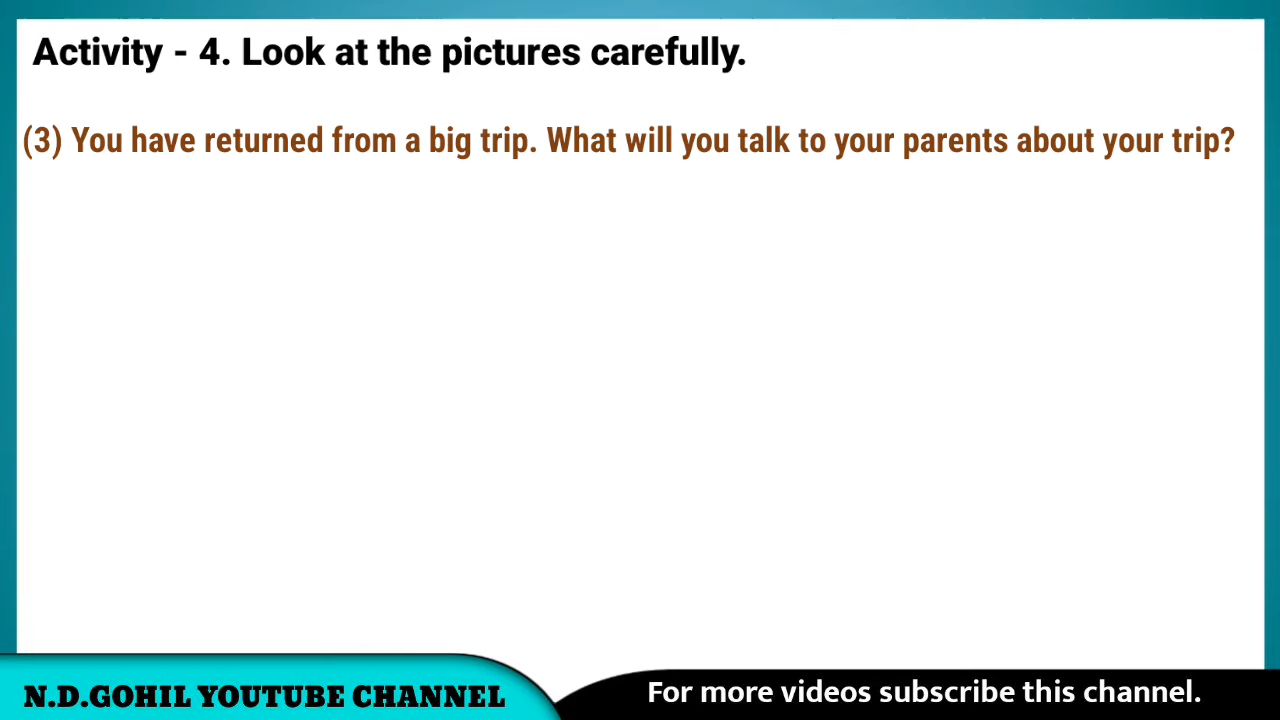 Activity - 4. Look at the pictures carefully.
(3) You have returned from a big trip. What will you talk to your parents about your trip?
N.D.GOHIL YOUTUBE CHANNEL
For more videos subscribe this channel.